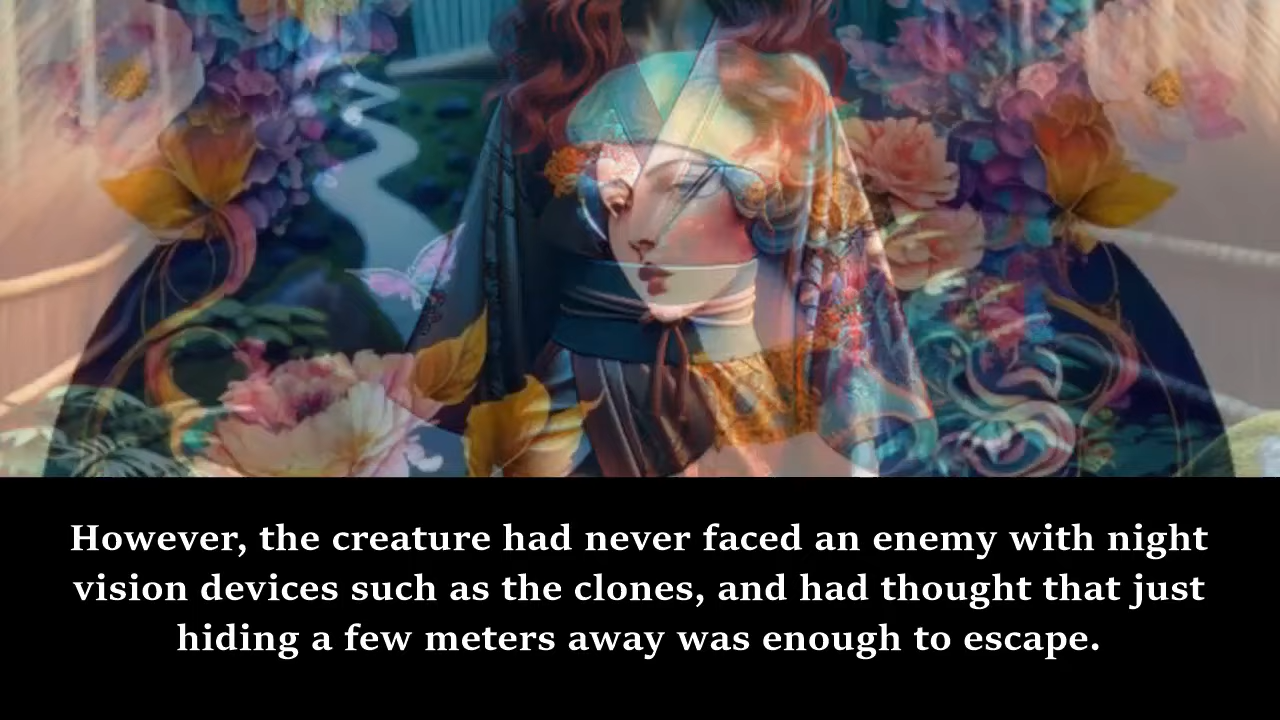 However, the creature had never faced an enemy with night
vision devices such as the clones, and had thought that just
hiding a few meters away was enough to escape.